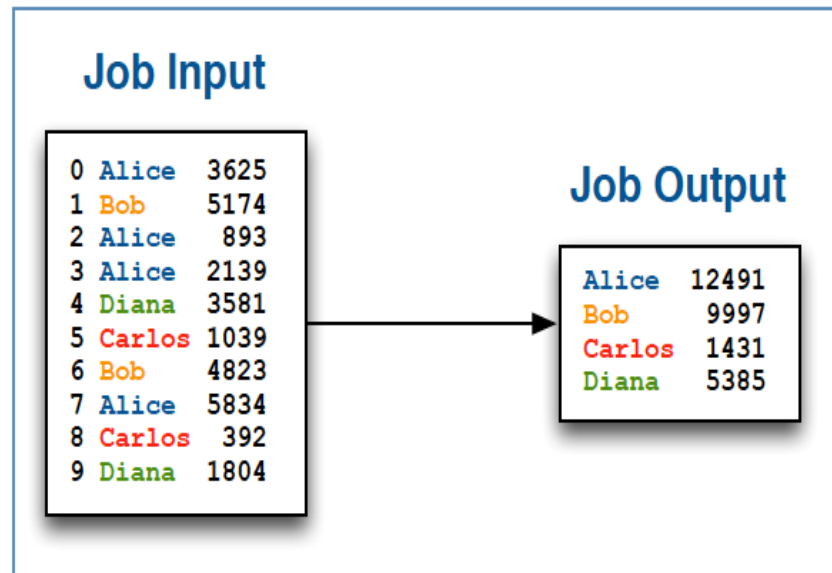 Job Input
0 Alice 3625
1 Bob 5174
2 Alice 893
3 Alice 2139
4 Diana 3581
5 Carlos 1039
6 Bob 4823
7 Alice 5834
8 Carlos 392
9 Diana 1804
Job Output
Alice 12491
Bob 9997
Carlos 1431
Diana 5385